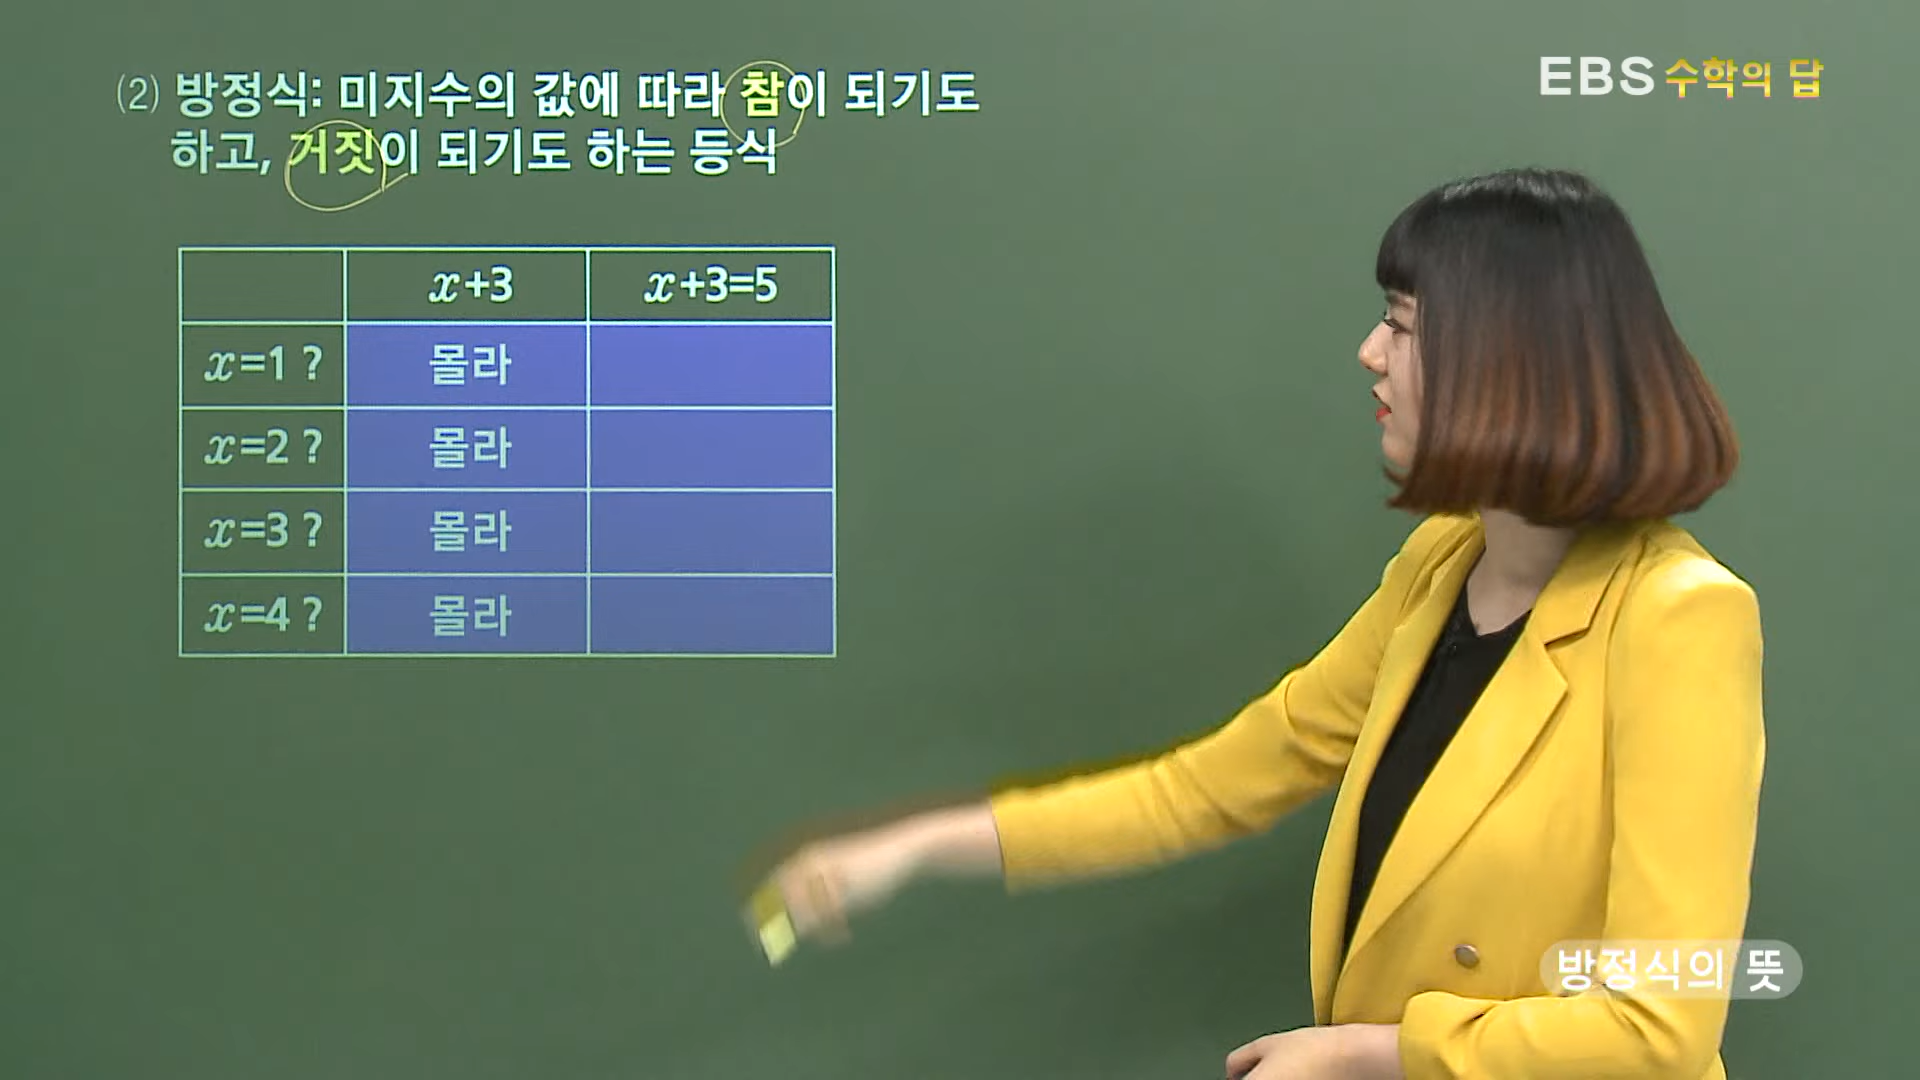 (2) 방정식: 미지수의 값에 따라 참이 되기도
하고, 거짓이 되기도 하는 등식
EBS 수학의 답
x+3 x+3=5
x=1 ? 몰라
x=2 ? 몰라
x=3 ? 몰라
x=4 ? 몰라
방정식의 뜻